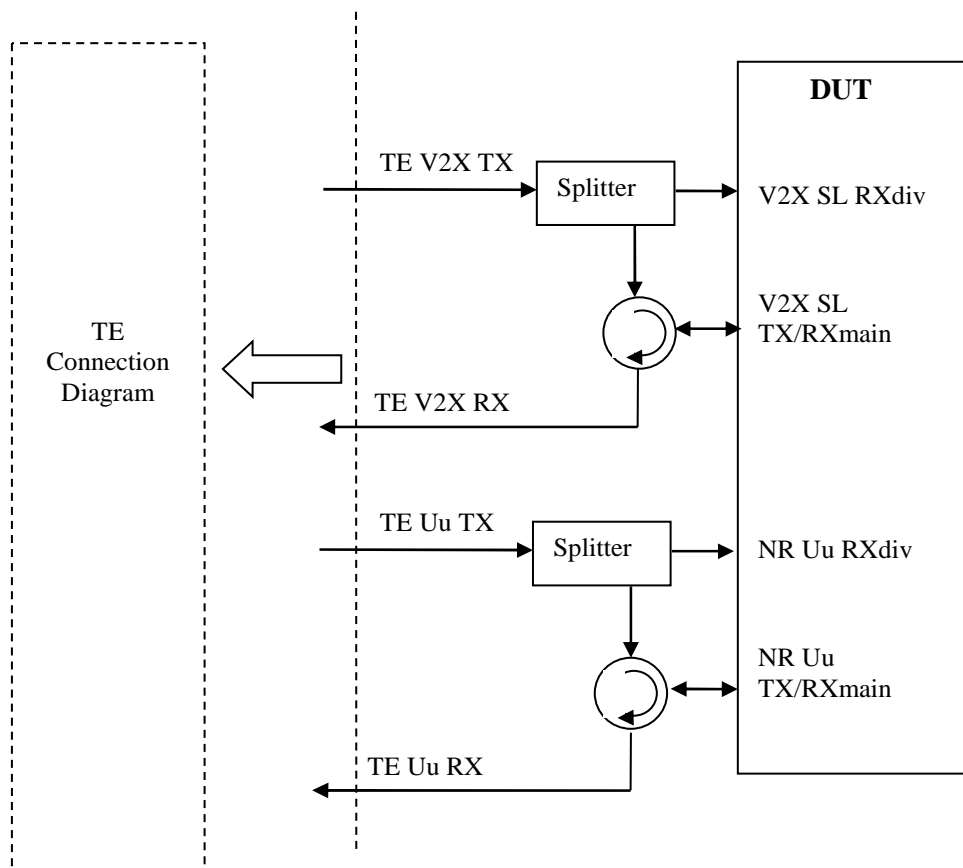 DUT
TE V2X TX
Splitter
V2X SL RXdiv
V2X SL
TX/RXmain
TE
Connection
Diagram
TE V2X RX
TE Uu TX
Splitter
NR Uu RXdiv
NR Uu
TX/RXmain
TE Uu RX